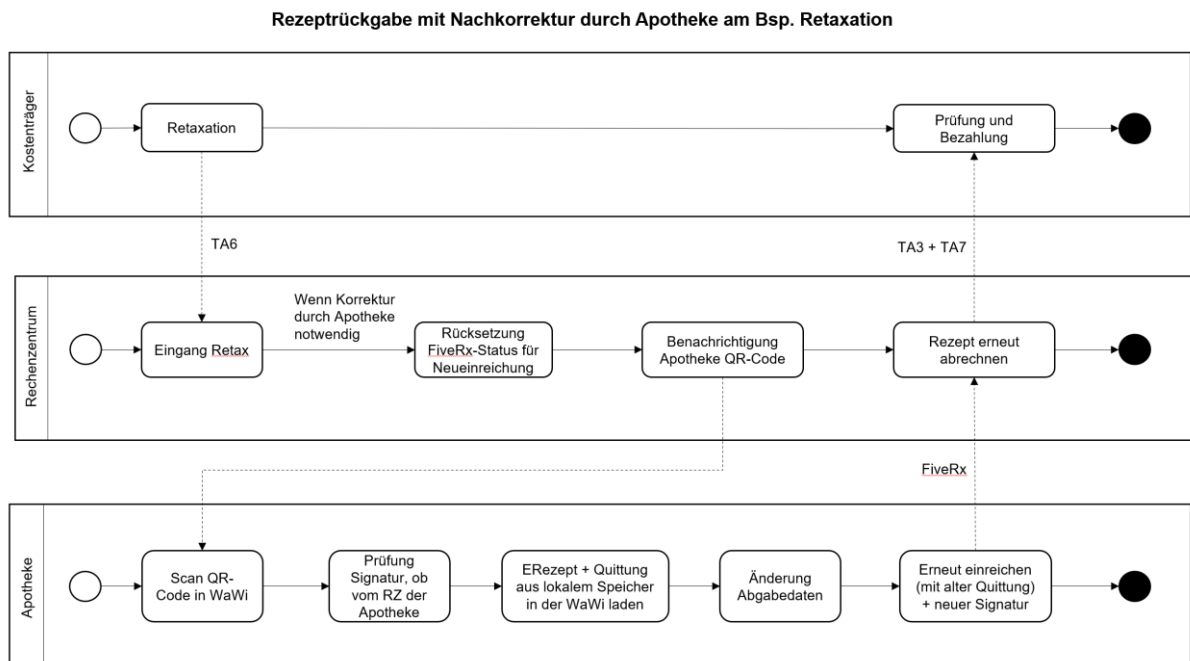 Rezeptrückgabe mit Nachkorrektur durch Apotheke am Bsp. Retaxation
Kostenträger
Retaxation
Prüfung und
Bezahlung
TA6
TA3 + TA7
Rechenzentrum
Eingang Retax
Wenn Korrektur
durch Apotheke
notwendig
Rücksetzung
FiveRx-Status für
Neueinreichung
Benachrichtigung
Apotheke QR-Code
Rezept erneut
abrechnen
FiveRx
Apotheke
Scan QR-
Code in WaWi
Prüfung
Signatur, ob
vom RZ der
Apotheke
ERezept + Quittung
aus lokalem Speicher
in der WaWi laden
Änderung
Abgabedaten
Erneut einreichen
(mit alter Quittung)
+ neuer Signatur